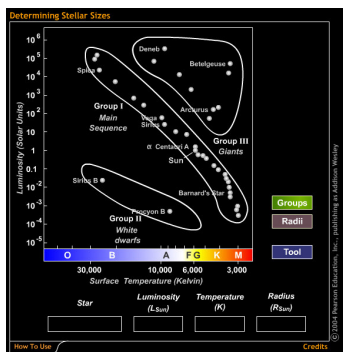 Determining Stellar Sizes
10⁶
10⁵
10⁴
10³
10²
10
1
0.1
10⁻²
10⁻³
10⁻⁴
10⁻⁵
Luminosity (Solar Units)
Deneb
Betelgeuse
Spica
Group I
Main
Sequence
Arcturus
Vega
Sirius
Group III
Giants
α Centauri A
Sun
Barnard's Star
Sirius B
Procyon B
Group II
White
dwarfs
O B A F G K M
30,000 10,000 6,000 3,000
Surface Temperature (Kelvin)
Groups
Radii
Tool
Star
Luminosity
(LSun)
Temperature
(K)
Radius
(RSun)
How To Use
Credits
© 2004 Pearson Education, Inc., publishing as Addison Wesley